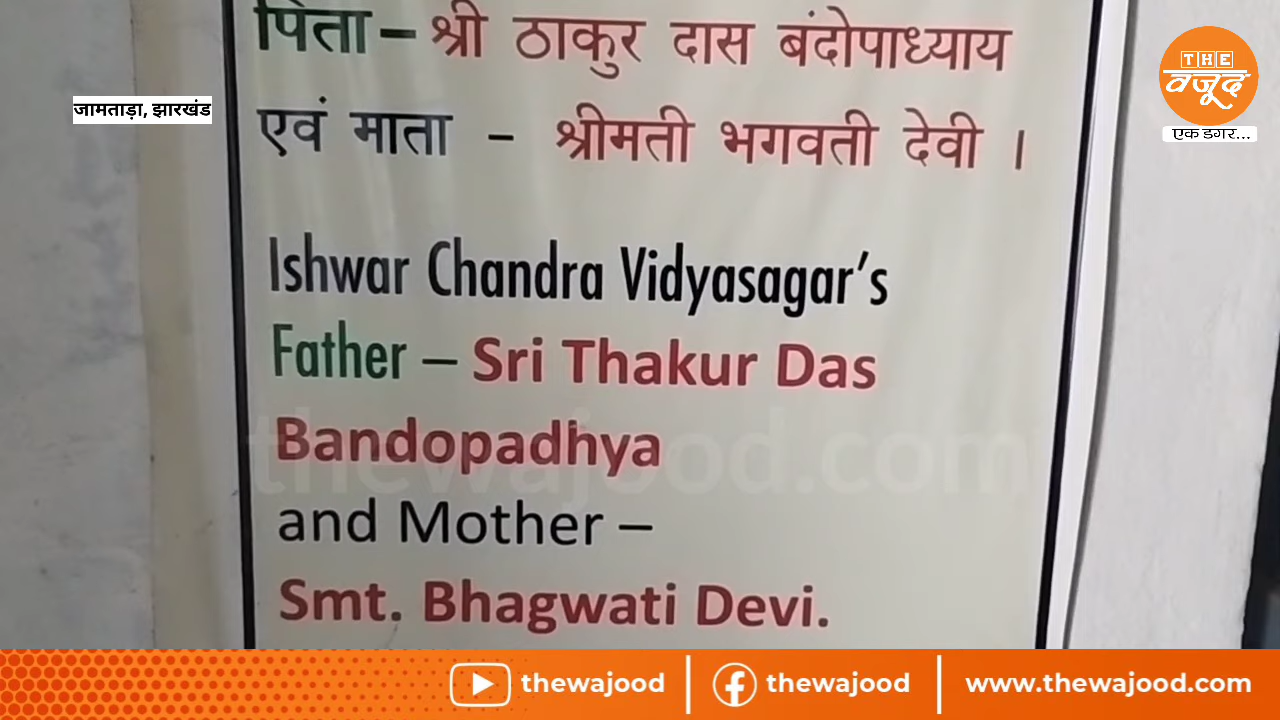 पिता – श्री ठाकुर दास बंदोपाध्याय
एवं माता - श्रीमती भगवती देवी ।
Ishwar Chandra Vidyasagar’s
Father – Sri Thakur Das
Bandopadhya
and Mother –
Smt. Bhagwati Devi.
जामताड़ा, झारखंड
THE
वजूद
एक डगर...
thewajood.com
thewajood
thewajood
www.thewajood.com